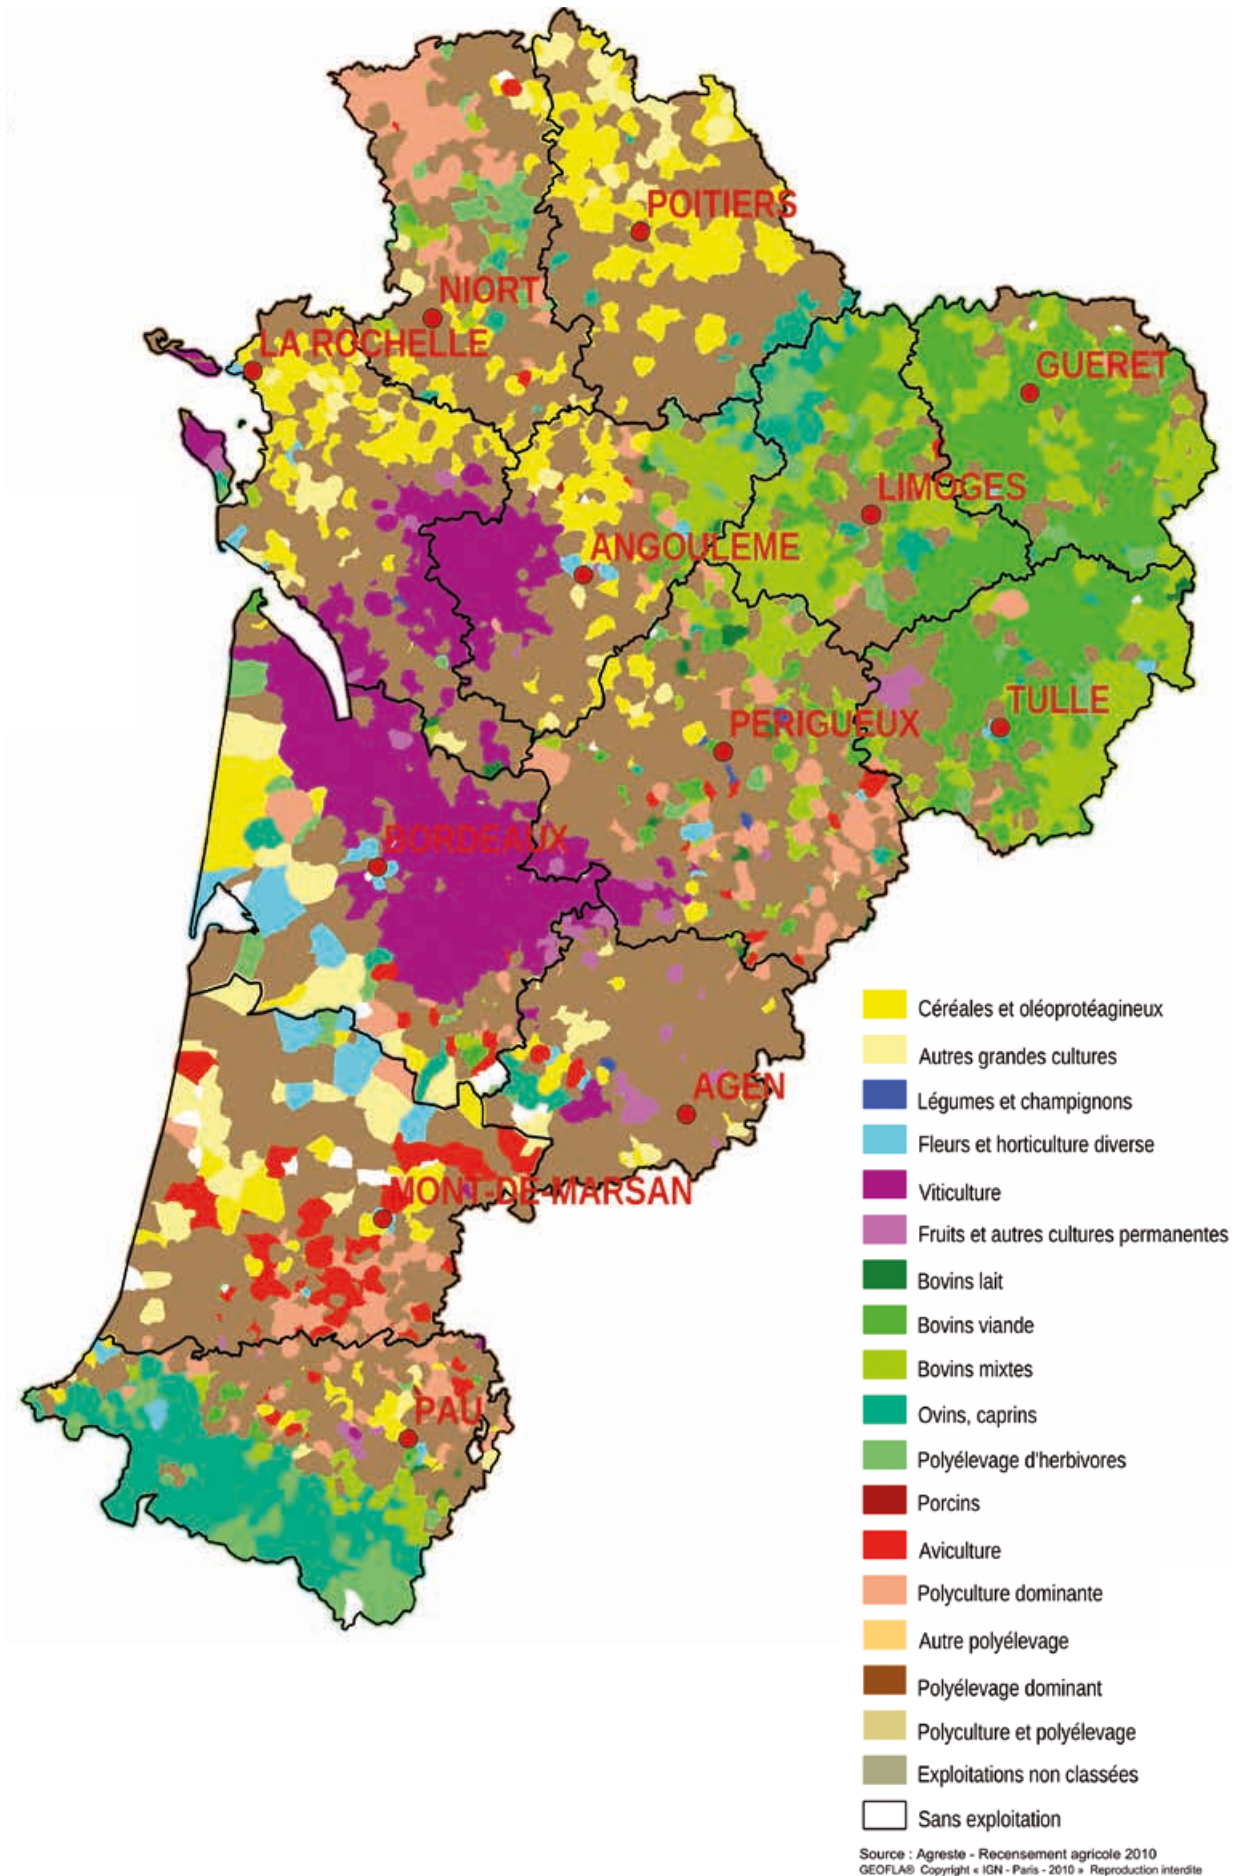 POITIERS
NIORT
LA ROCHELLE
GUERET
LIMOGES
ANGOULEME
TULLE
PERIGUEUX
BORDEAUX
AGEN
MONT-DE-MARSAN
PAU
Céréales et oléoprotéagineux
Autres grandes cultures
Légumes et champignons
Fleurs et horticulture diverse
Viticulture
Fruits et autres cultures permanentes
Bovins lait
Bovins viande
Bovins mixtes
Ovins, caprins
Polyélevage d'herbivores
Porcins
Aviculture
Polyculture dominante
Autre polyélevage
Polyélevage dominant
Polyculture et polyélevage
Exploitations non classées
Sans exploitation
Source : Agreste - Recensement agricole 2010
GEOFLA® Copyright « IGN - Paris - 2010 » Reproduction interdite